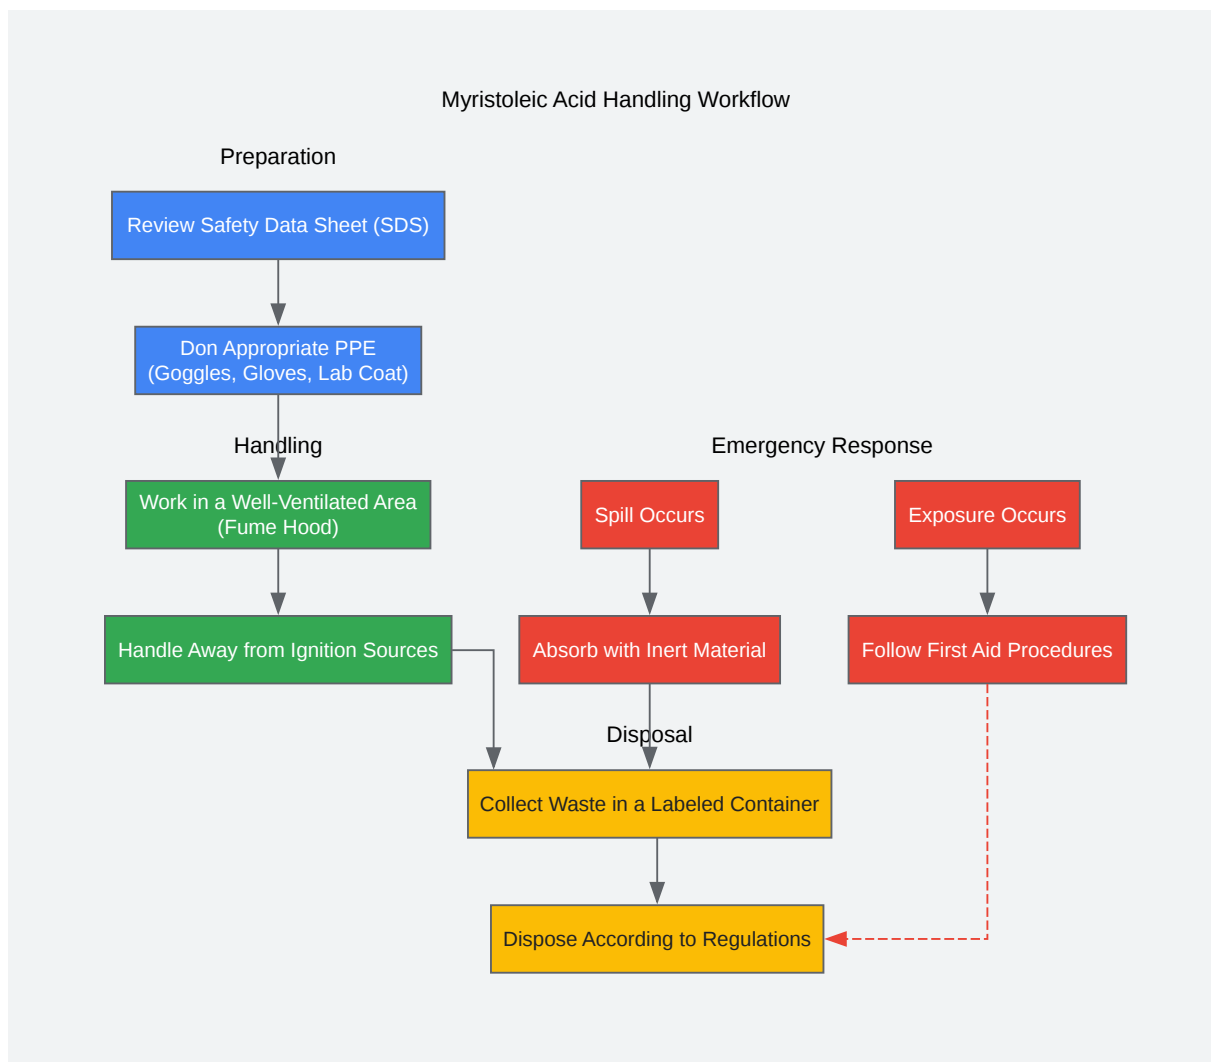 Myristoleic Acid Handling Workflow
Preparation
Review Safety Data Sheet (SDS)
Don Appropriate PPE
(Goggles, Gloves, Lab Coat)
Handling
Work in a Well-Ventilated Area
(Fume Hood)
Handle Away from Ignition Sources
Emergency Response
Spill Occurs
Absorb with Inert Material
Exposure Occurs
Follow First Aid Procedures
Disposal
Collect Waste in a Labeled Container
Dispose According to Regulations